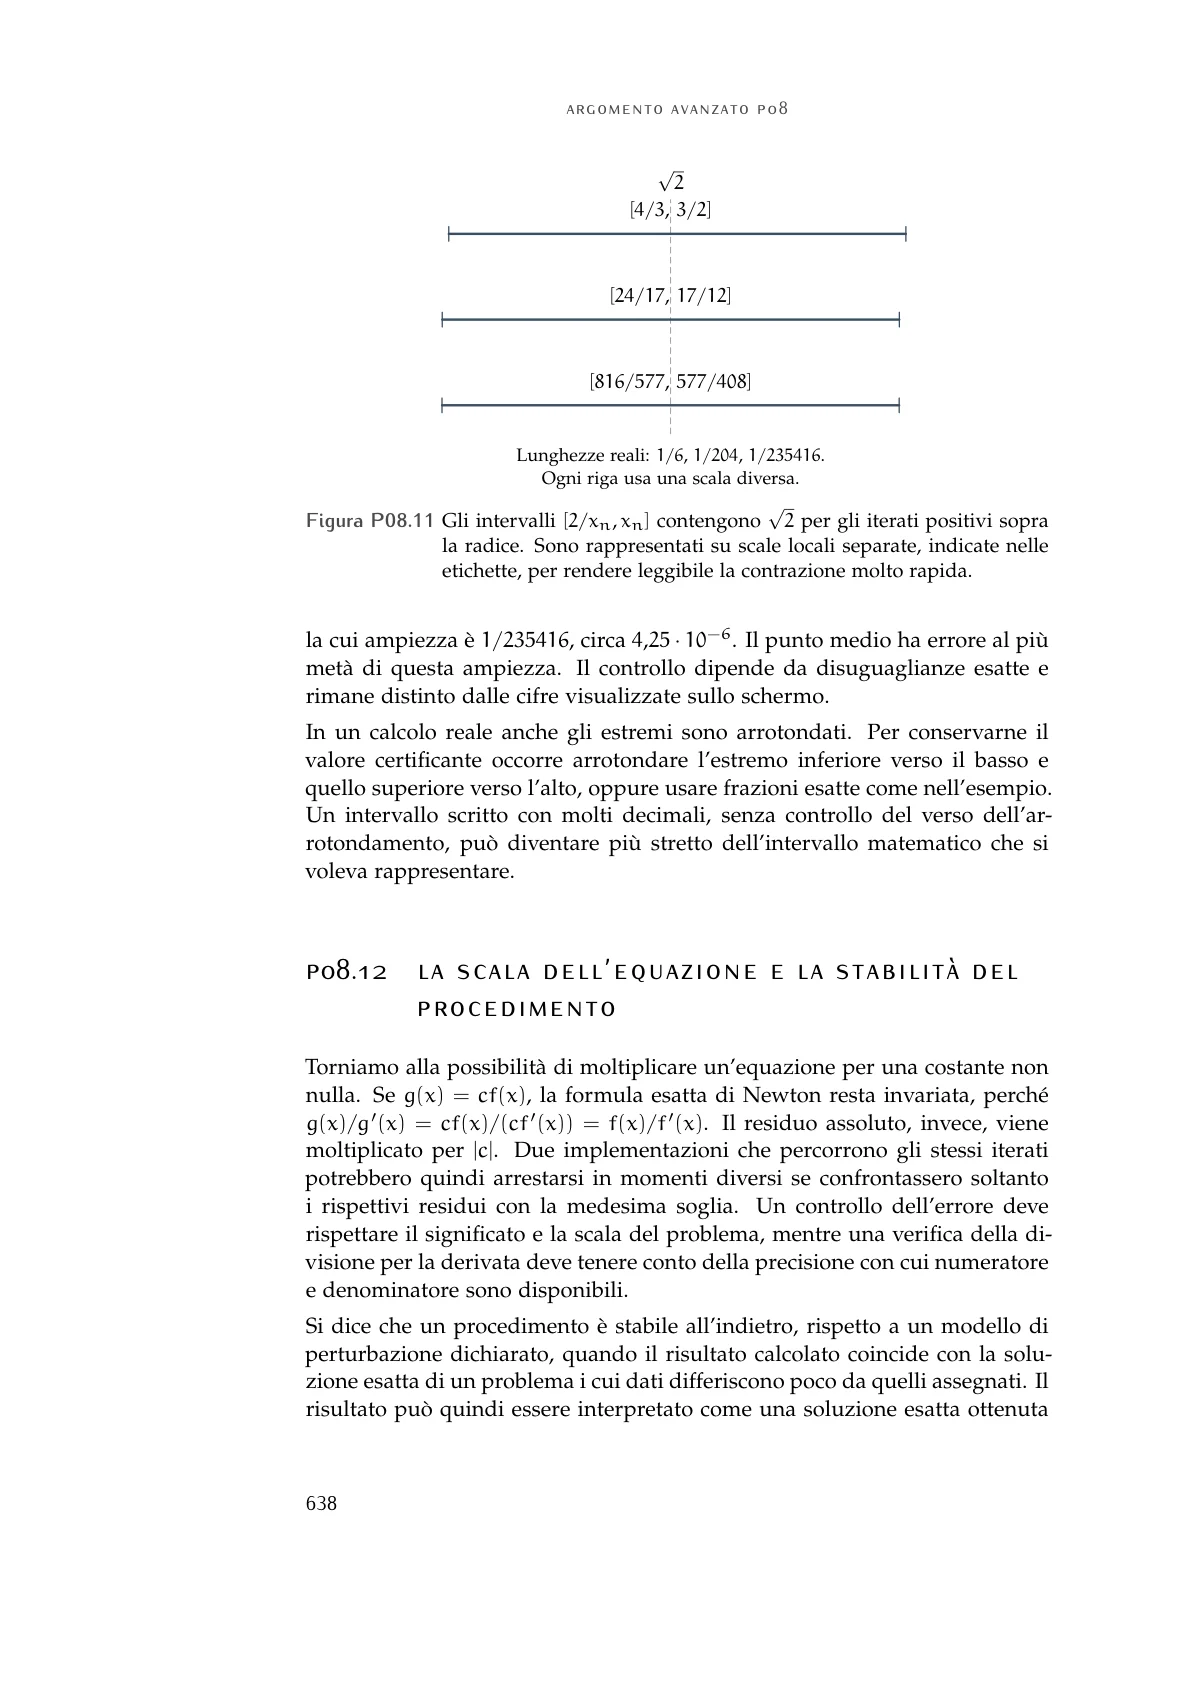 ARGOMENTO AVANZATO P08
√2
[4/3, 3/2]
[24/17, 17/12]
[816/577, 577/408]
Lunghezze reali: 1/6, 1/204, 1/235416.
Ogni riga usa una scala diversa.
Figura P08.11 Gli intervalli [2/xₙ, xₙ] contengono √2 per gli iterati positivi sopra
la radice. Sono rappresentati su scale locali separate, indicate nelle
etichette, per rendere leggibile la contrazione molto rapida.
la cui ampiezza è 1/235416, circa 4,25 · 10⁻⁶. Il punto medio ha errore al più
metà di questa ampiezza. Il controllo dipende da disuguaglianze esatte e
rimane distinto dalle cifre visualizzate sullo schermo.
In un calcolo reale anche gli estremi sono arrotondati. Per conservarne il
valore certificante occorre arrotondare l'estremo inferiore verso il basso e
quello superiore verso l'alto, oppure usare frazioni esatte come nell'esempio.
Un intervallo scritto con molti decimali, senza controllo del verso dell'ar-
rotondamento, può diventare più stretto dell'intervallo matematico che si
voleva rappresentare.
P08.12 LA SCALA DELL'EQUAZIONE E LA STABILITÀ DEL
PROCEDIMENTO
Torniamo alla possibilità di moltiplicare un'equazione per una costante non
nulla. Se g(x) = cf(x), la formula esatta di Newton resta invariata, perché
g(x)/g′(x) = cf(x)/(cf′(x)) = f(x)/f′(x). Il residuo assoluto, invece, viene
moltiplicato per |c|. Due implementazioni che percorrono gli stessi iterati
potrebbero quindi arrestarsi in momenti diversi se confrontassero soltanto
i rispettivi residui con la medesima soglia. Un controllo dell'errore deve
rispettare il significato e la scala del problema, mentre una verifica della di-
visione per la derivata deve tenere conto della precisione con cui numeratore
e denominatore sono disponibili.
Si dice che un procedimento è stabile all'indietro, rispetto a un modello di
perturbazione dichiarato, quando il risultato calcolato coincide con la solu-
zione esatta di un problema i cui dati differiscono poco da quelli assegnati. Il
risultato può quindi essere interpretato come una soluzione esatta ottenuta
638